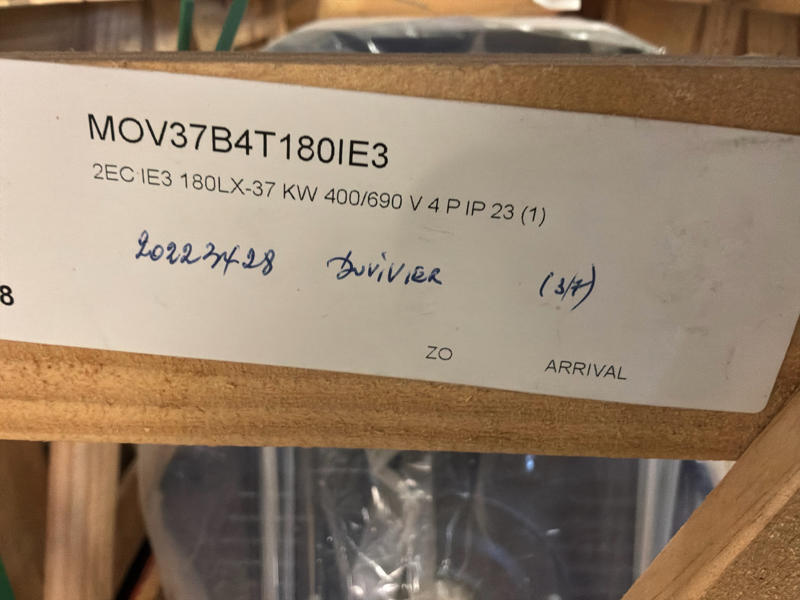 MOV37B4T180IE3
2EC IE3 180LX-37 KW 400/690 V 4 P IP 23 (1)
20223428 DUVIVIER (3/7)
8
ZO ARRIVAL